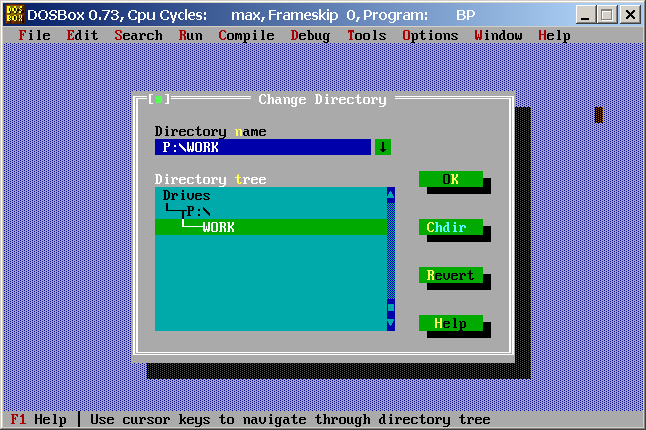 DOSBox 0.73, Cpu Cycles: max, Frameskip 0, Program: BP
File Edit Search Run Compile Debug Tools Options Window Help
Change Directory
Directory name
P:\WORK
Directory tree
Drives
P:\
WORK
OK
Chdir
Revert
Help
F1 Help | Use cursor keys to navigate through directory tree